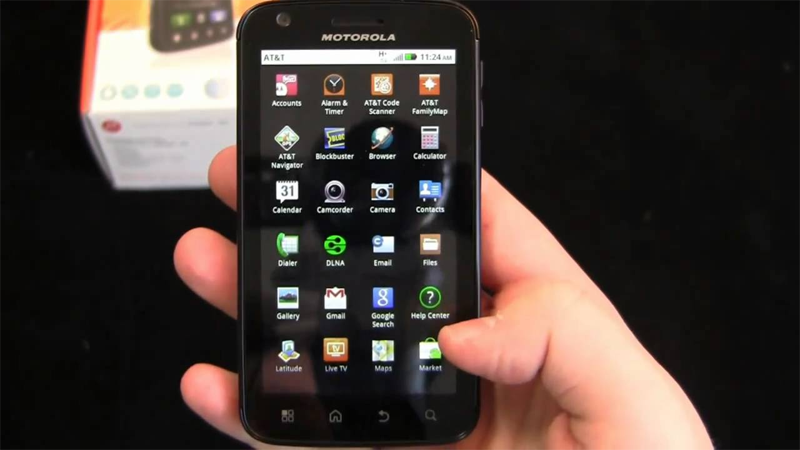 MOTOROLA
AT&T H+ 11:24 AM
Accounts Alarm & Timer AT&T Code Scanner AT&T FamilyMap
AT&T Navigator Blockbuster Browser Calculator
31
Calendar Camcorder Camera Contacts
Dialer DLNA Email Files
Gallery Gmail Google Search Help Center
Latitude Live TV Maps Market